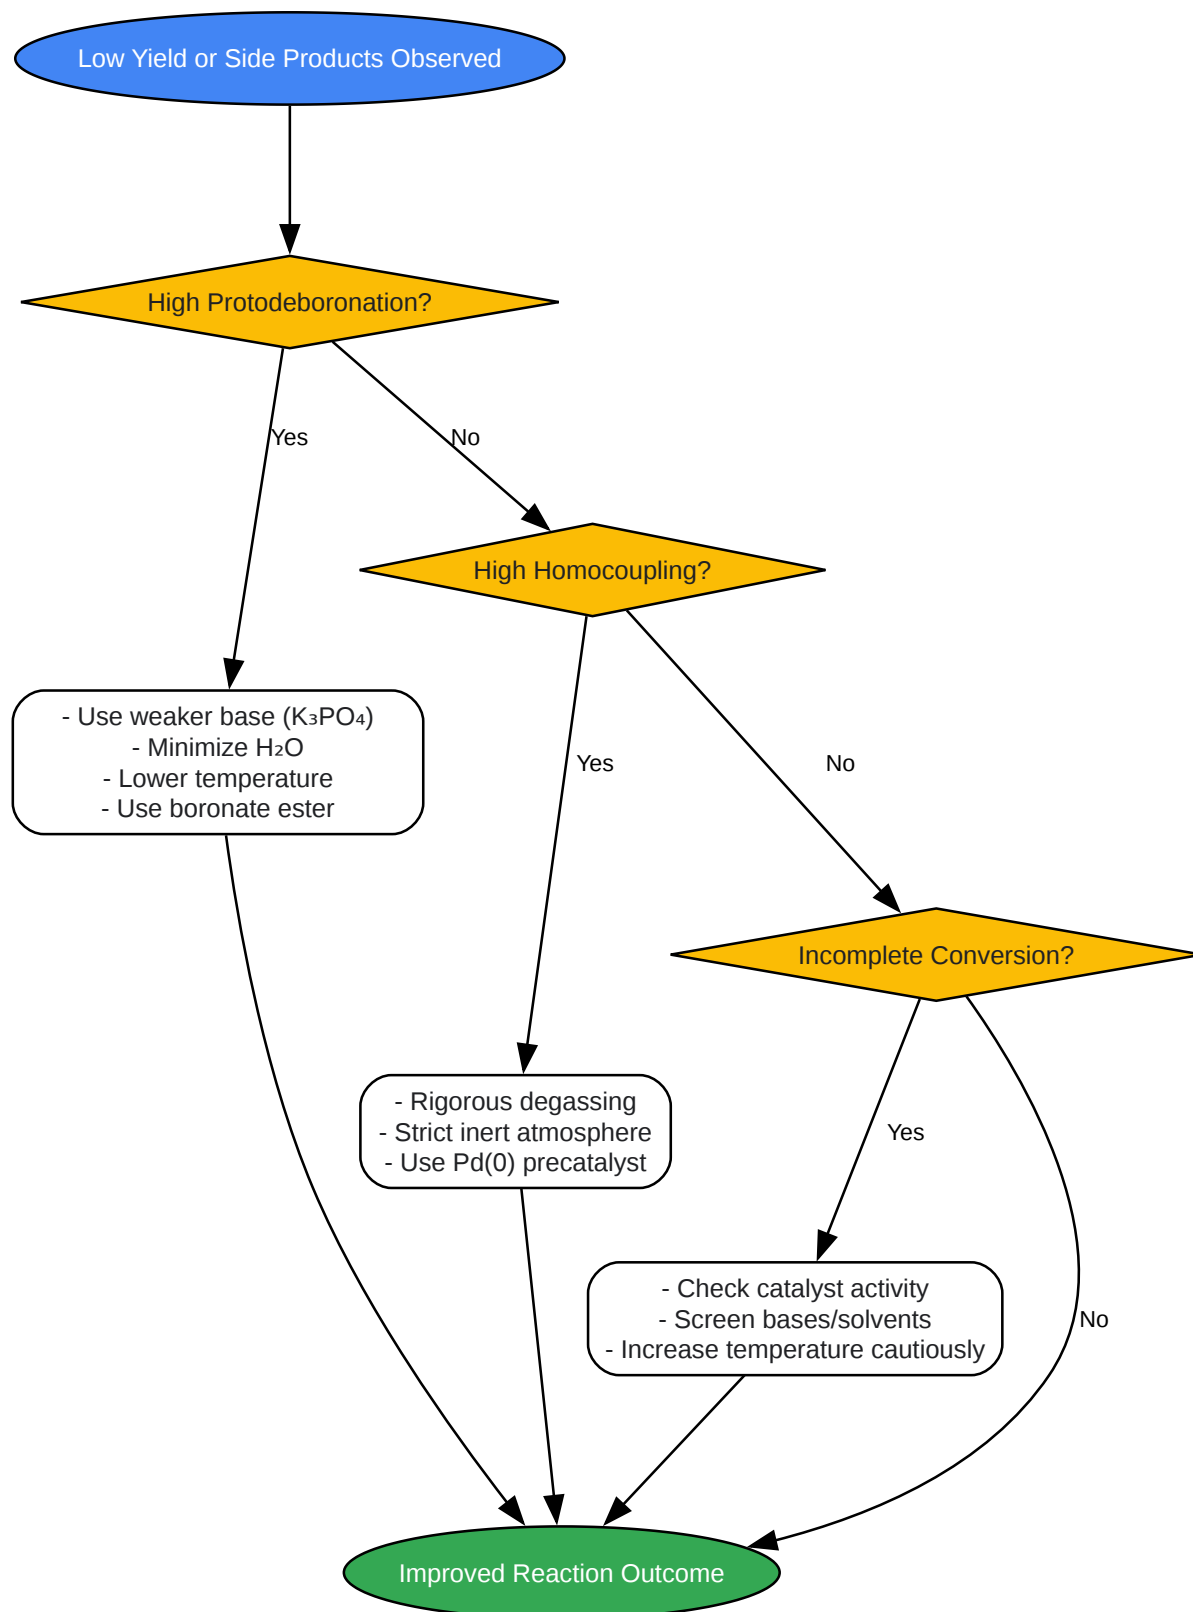 Low Yield or Side Products Observed
High Protodeboronation?
Yes
No
High Homocoupling?
- Use weaker base (K₃PO₄)
- Minimize H₂O
- Lower temperature
- Use boronate ester
Yes
No
Incomplete Conversion?
- Rigorous degassing
- Strict inert atmosphere
- Use Pd(0) precatalyst
Yes
- Check catalyst activity
- Screen bases/solvents
- Increase temperature cautiously
No
Improved Reaction Outcome